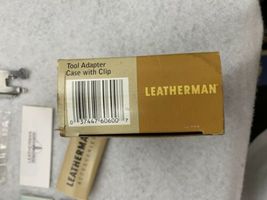 Tool Adapter
Case with Clip
0 37447 60600 7
LEATHERMAN
LEATHERMAN